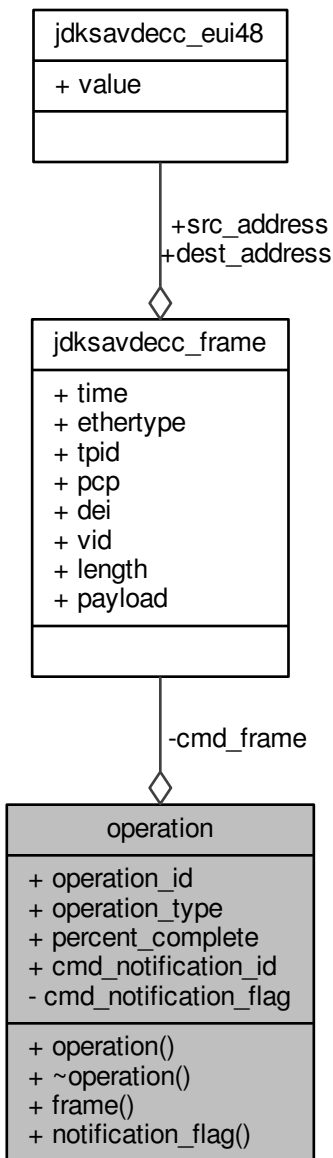 jdksavdecc_eui48
+ value
+src_address
+dest_address
jdksavdecc_frame
+ time
+ ethertype
+ tpid
+ pcp
+ dei
+ vid
+ length
+ payload
-cmd_frame
operation
+ operation_id
+ operation_type
+ percent_complete
+ cmd_notification_id
- cmd_notification_flag
+ operation()
+ ~operation()
+ frame()
+ notification_flag()